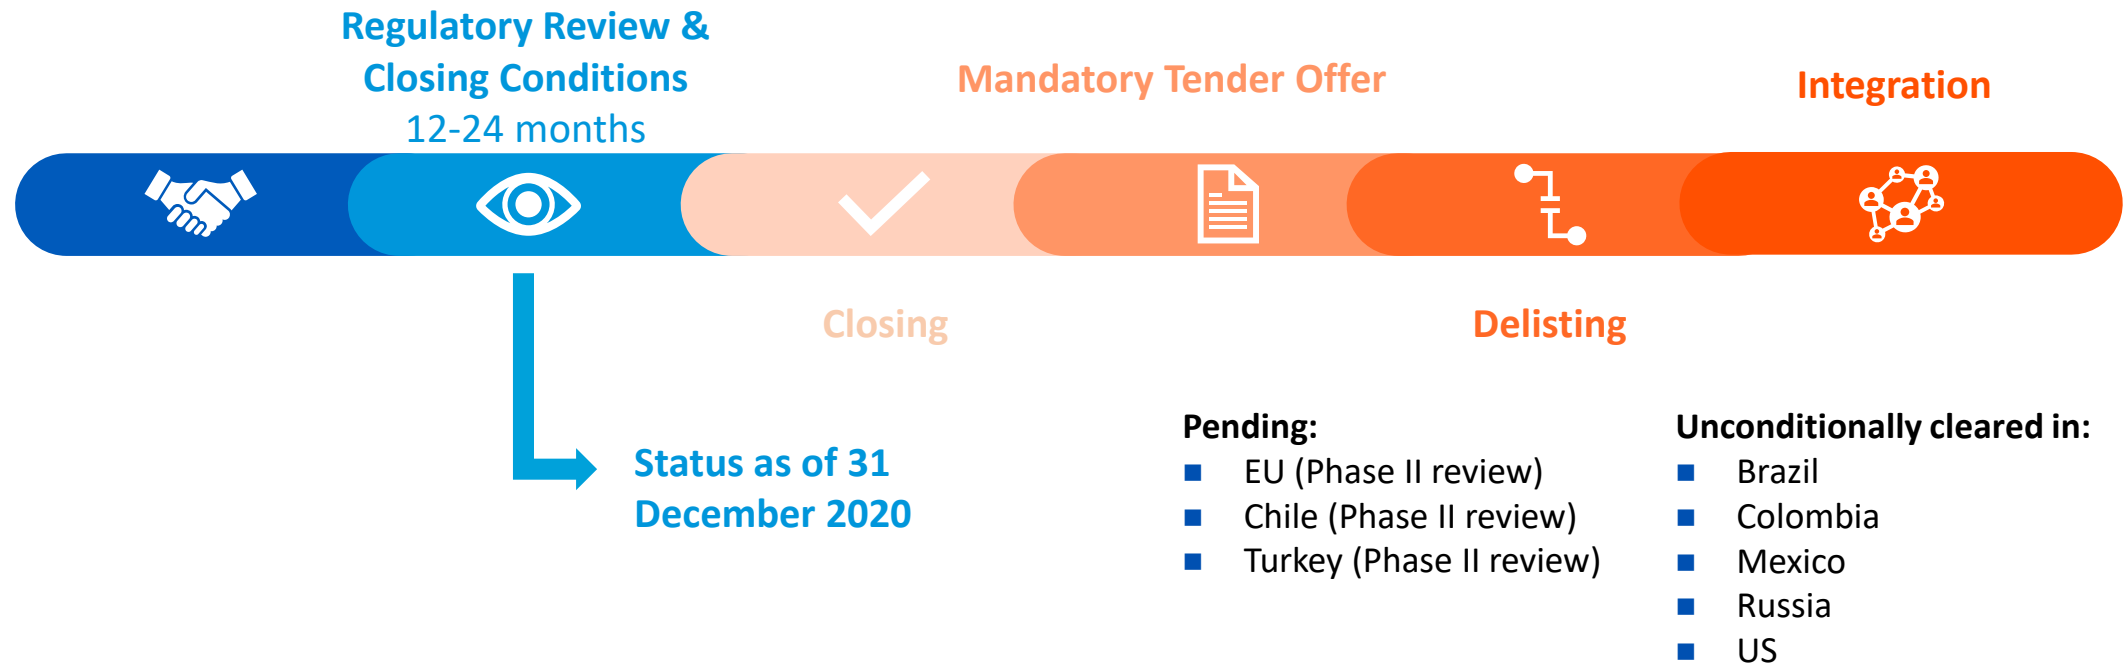 Regulatory Review &
Closing Conditions
12-24 months
Mandatory Tender Offer
Integration
Closing
Delisting
Status as of 31
December 2020
Pending:
EU (Phase II review)
Chile (Phase II review)
Turkey (Phase II review)
Unconditionally cleared in:
Brazil
Colombia
Mexico
Russia
US